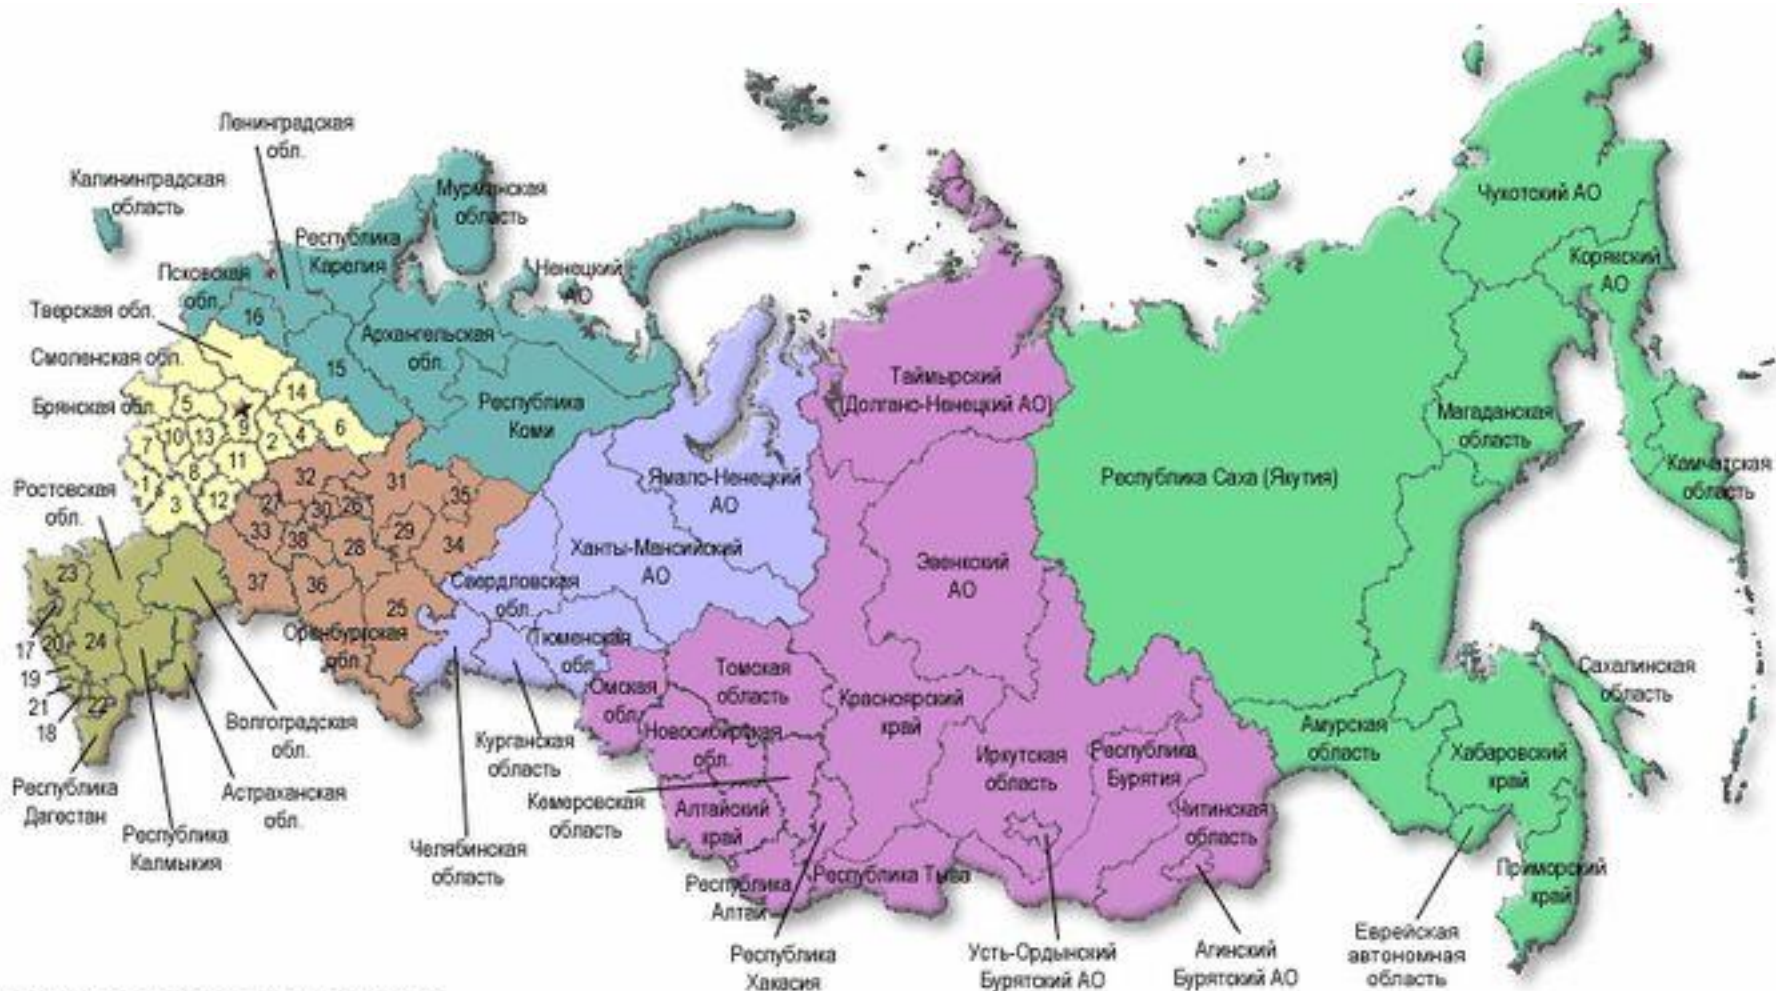 Ленинградская
обл.
Калининградская
область
Мурманская
область
Республика
Карелия
Ненецкий
АО
Псковская
обл.
Тверская обл.
16
Архангельская
обл.
Смоленская обл.
15
14
Брянская обл.
5
Республика
Коми
9
6
7
10
13
2
4
11
8
1
3
12
Ростовская
обл.
32
31
35
27
30
26
33
38
28
29
34
37
36
25
Оренбургская
обл.
23
17
20
24
19
21
22
18
Волгоградская
обл.
Республика
Дагестан
Астраханская
обл.
Республика
Калмыкия
Ямало-Ненецкий
АО
Ханты-Мансийский
АО
Свердловская
обл.
Тюменская
обл.
Курганская
область
Челябинская
область
Таймырский
(Долгано-Ненецкий АО)
Эвенкский
АО
Томская
область
Омская
обл.
Красноярский
край
Новосибирская
обл.
Кемеровская
область
Алтайский
край
Республика
Алтай
Республика Тыва
Республика
Хакасия
Иркутская
область
Республика
Бурятия
Читинская
область
Усть-Ордынский
Бурятский АО
Агинский
Бурятский АО
Чукотский АО
Корякский
АО
Магаданская
область
Республика Саха (Якутия)
Камчатская
область
Сахалинская
область
Амурская
область
Хабаровский
край
Приморский
край
Еврейская
автономная
область